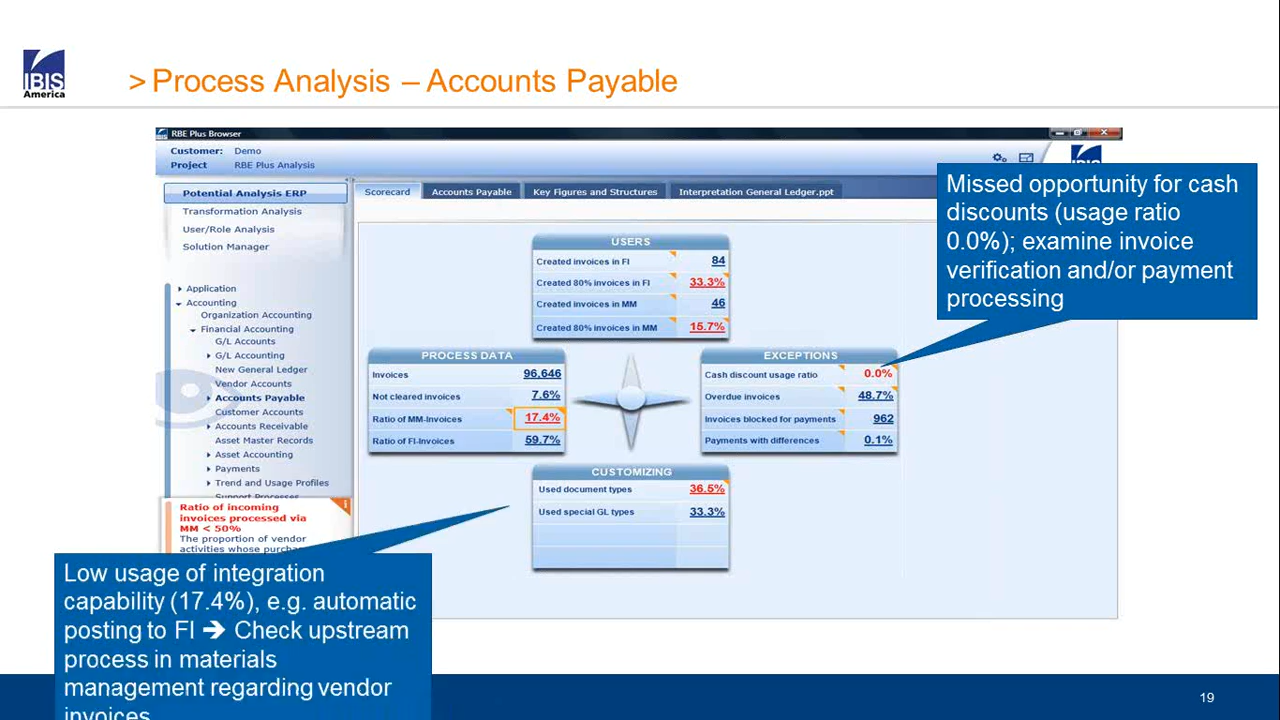 IBIS
America
> Process Analysis – Accounts Payable
RBE Plus Browser
Customer: Demo
Project RBE Plus Analysis
Potential Analysis ERP
Transformation Analysis
User/Role Analysis
Solution Manager
Application
Accounting
Organization Accounting
Financial Accounting
G/L Accounts
G/L Accounting
New General Ledger
Vendor Accounts
Accounts Payable
Customer Accounts
Accounts Receivable
Asset Master Records
Asset Accounting
Payments
Trend and Usage Profiles
Support Processes
Ratio of incoming
invoices processed via
MM < 50%
The proportion of vendor
activities whose purcha
Scorecard Accounts Payable Key Figures and Structures Interpretation General Ledger.ppt
USERS
Created invoices in FI 84
Created 80% invoices in FI 33.3%
Created invoices in MM 46
Created 80% invoices in MM 15.7%
PROCESS DATA
Invoices 96,646
Not cleared invoices 7.6%
Ratio of MM-Invoices 17.4%
Ratio of FI-Invoices 59.7%
EXCEPTIONS
Cash discount usage ratio 0.0%
Overdue invoices 48.7%
Invoices blocked for payments 962
Payments with differences 0.1%
CUSTOMIZING
Used document types 36.5%
Used special GL types 33.3%
Missed opportunity for cash
discounts (usage ratio
0.0%); examine invoice
verification and/or payment
processing
Low usage of integration
capability (17.4%), e.g. automatic
posting to FI ➔ Check upstream
process in materials
management regarding vendor
invoices
19